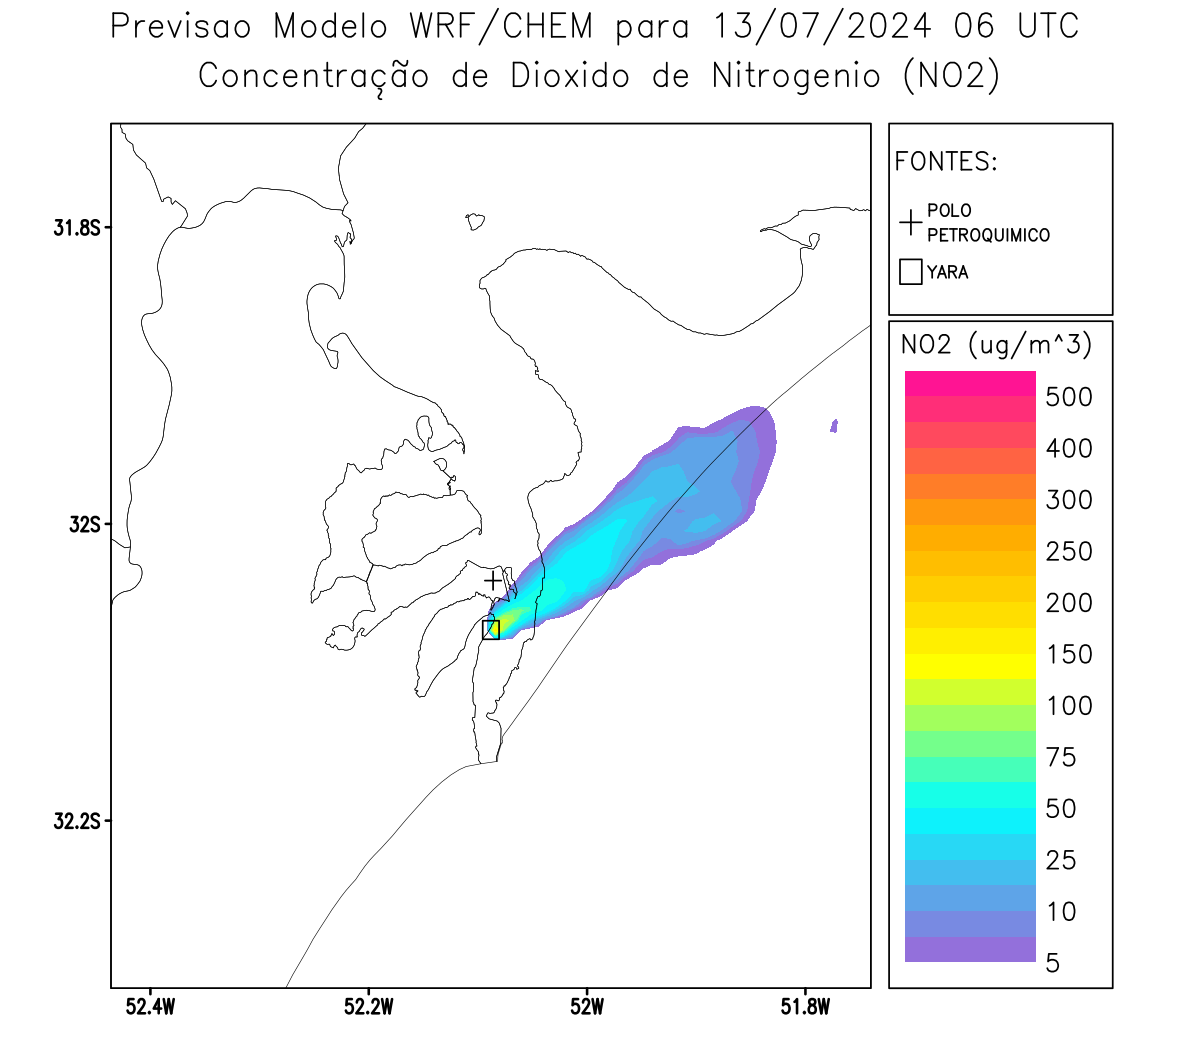 Previsao Modelo WRF/CHEM para 13/07/2024 06 UTC
Concentração de Dioxido de Nitrogenio (NO2)
FONTES:
POLO
PETROQUIMICO
YARA
31.8S
32S
32.2S
52.4W
52.2W
52W
51.8W
NO2 (ug/m^3)
500
400
300
250
200
150
100
75
50
25
10
5